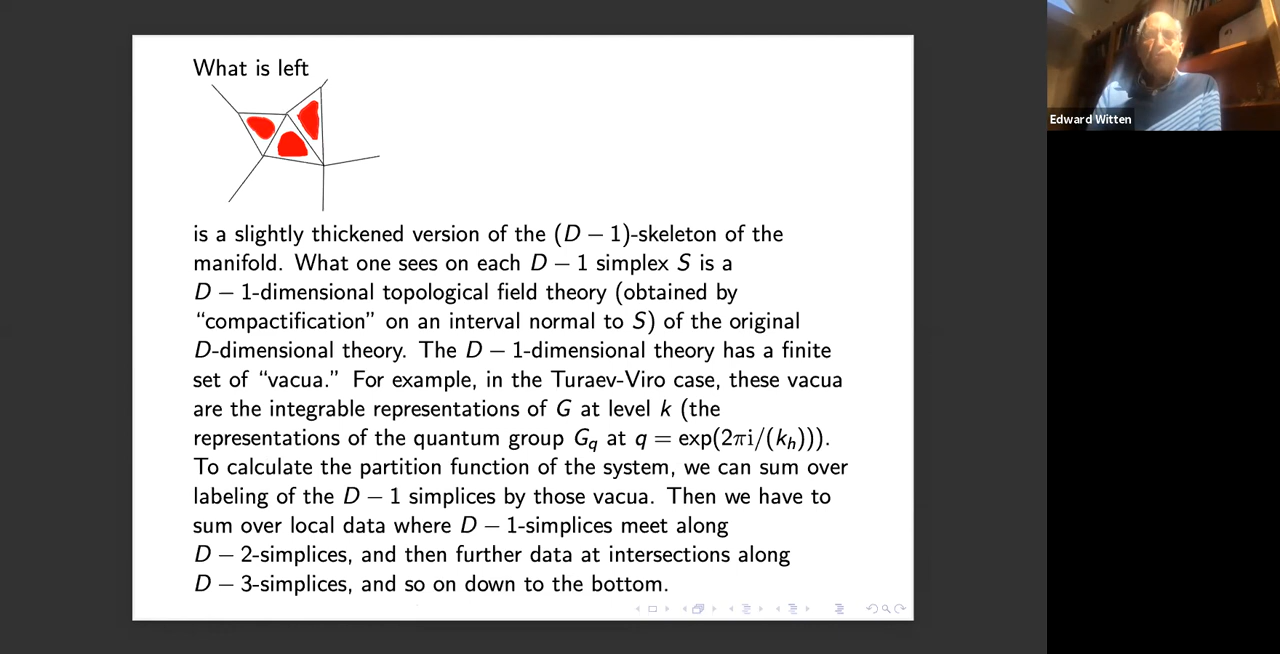 What is left
is a slightly thickened version of the (D − 1)-skeleton of the
manifold. What one sees on each D − 1 simplex S is a
D − 1-dimensional topological field theory (obtained by
“compactification” on an interval normal to S) of the original
D-dimensional theory. The D − 1-dimensional theory has a finite
set of “vacua.” For example, in the Turaev-Viro case, these vacua
are the integrable representations of G at level k (the
representations of the quantum group G_q at q = exp(2πi/(k_h))).
To calculate the partition function of the system, we can sum over
labeling of the D − 1 simplices by those vacua. Then we have to
sum over local data where D − 1-simplices meet along
D − 2-simplices, and then further data at intersections along
D − 3-simplices, and so on down to the bottom.
Edward Witten